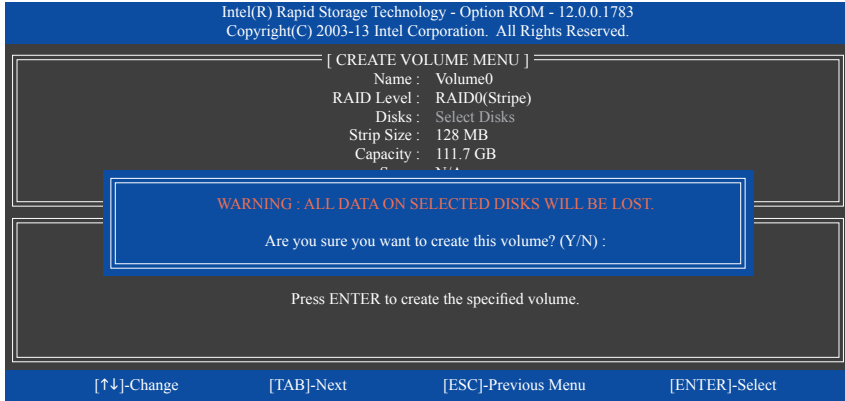 Intel(R) Rapid Storage Technology - Option ROM - 12.0.0.1783
Copyright(C) 2003-13 Intel Corporation.  All Rights Reserved.
[ CREATE VOLUME MENU ]
Name : Volume0
RAID Level : RAID0(Stripe)
Disks : Select Disks
Strip Size : 128 MB
Capacity : 111.7 GB
WARNING : ALL DATA ON SELECTED DISKS WILL BE LOST.
Are you sure you want to create this volume? (Y/N) :
Press ENTER to create the specified volume.
[↑↓]-Change [TAB]-Next [ESC]-Previous Menu [ENTER]-Select